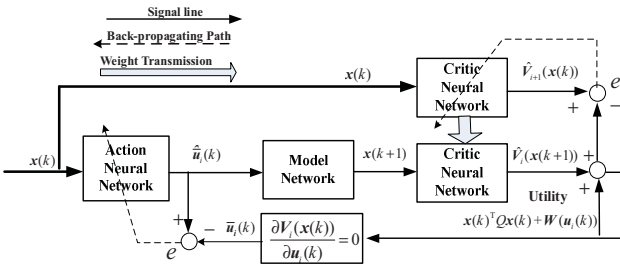 Signal line
Back-propagating Path
Weight Transmission
x(k)
Critic
Neural
Network
V̂ᵢ₊₁(x(k))
e
+
−
x(k)
Action
Neural
Network
û̄ᵢ(k)
Model
Network
x(k+1)
Critic
Neural
Network
V̂ᵢ(x(k+1))
+
+
Utility
x(k)ᵀQx(k)+W(uᵢ(k))
+
−
e
ūᵢ(k)
∂Vᵢ(x(k))/∂uᵢ(k)=0